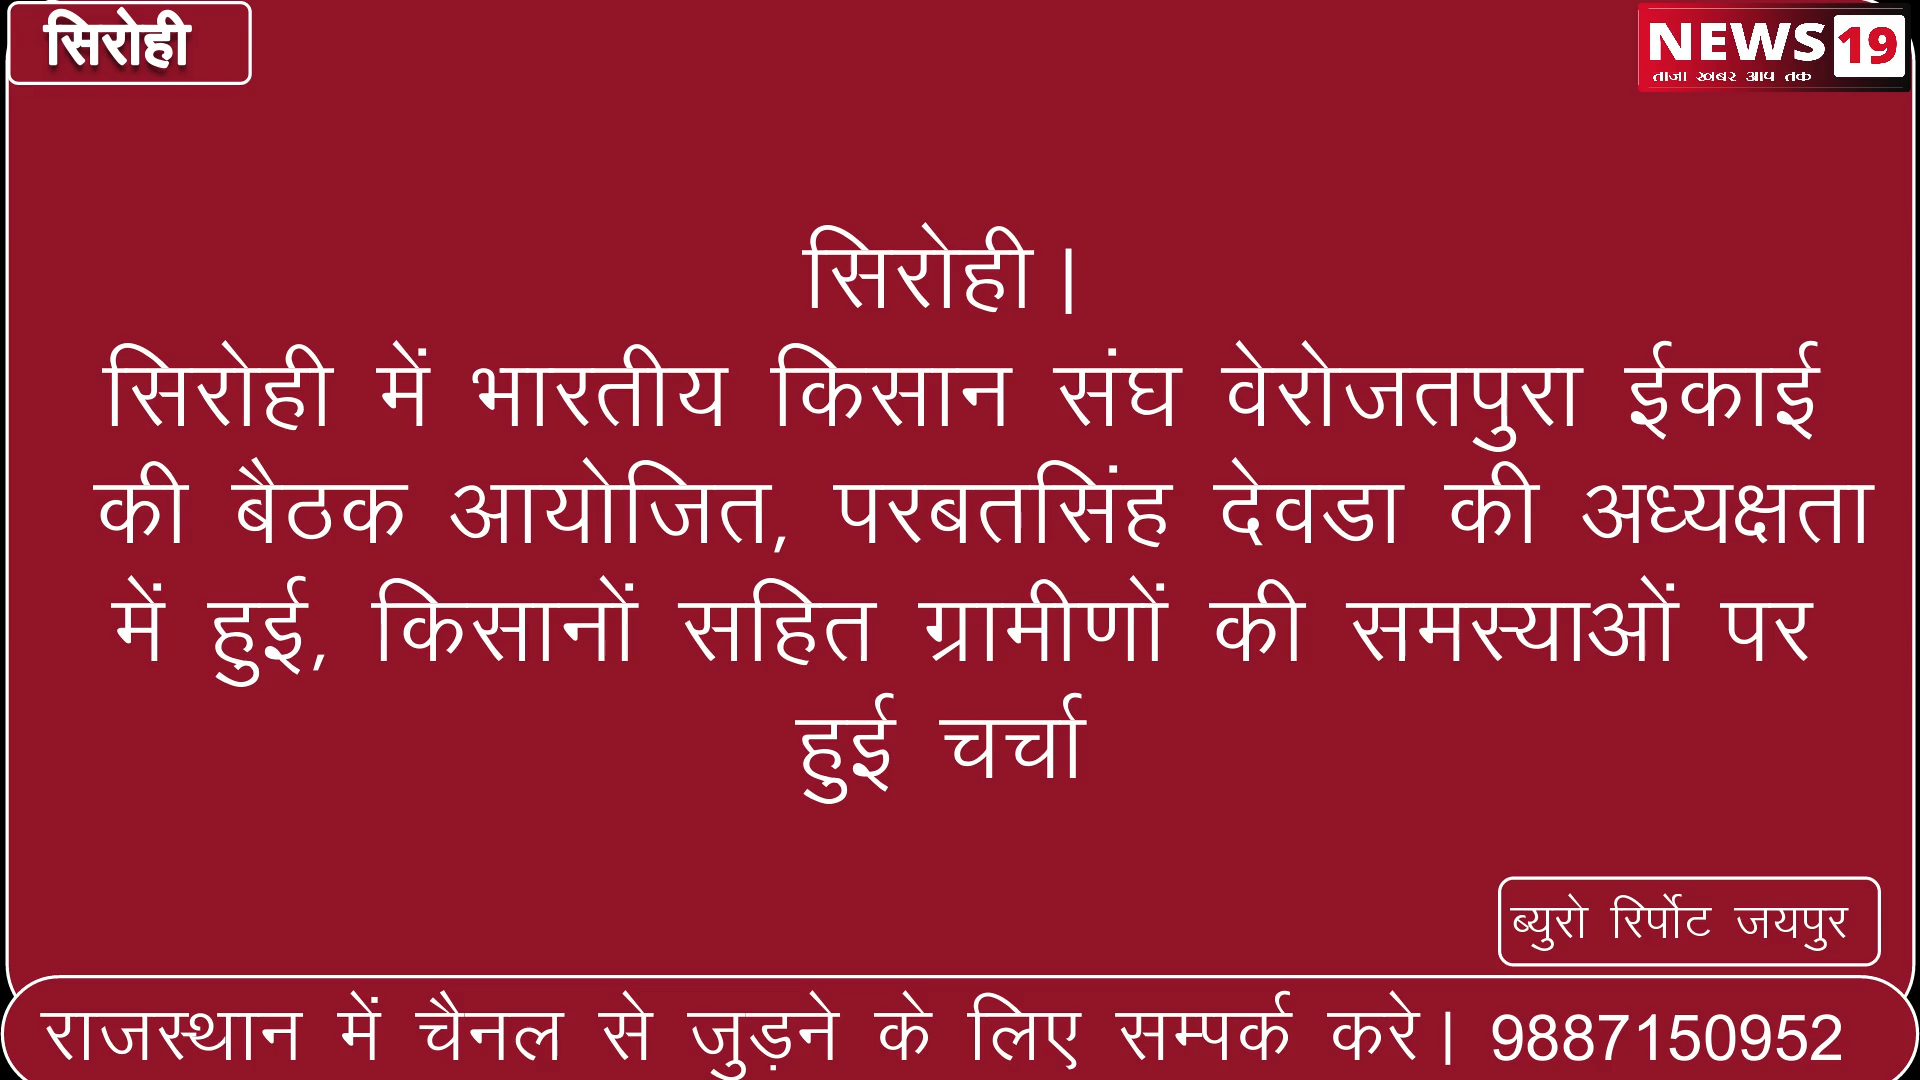 सिरोही
NEWS 19
ताजा खबर आप तक
सिरोही।
सिरोही में भारतीय किसान संघ वेरोजतपुरा ईकाई
की बैठक आयोजित, परबतसिंह देवडा की अध्यक्षता
में हुई, किसानों सहित ग्रामीणों की समस्याओं पर
हुई चर्चा
ब्युरो रिर्पोट जयपुर
राजस्थान में चैनल से जुड़ने के लिए सम्पर्क करे। 9887150952